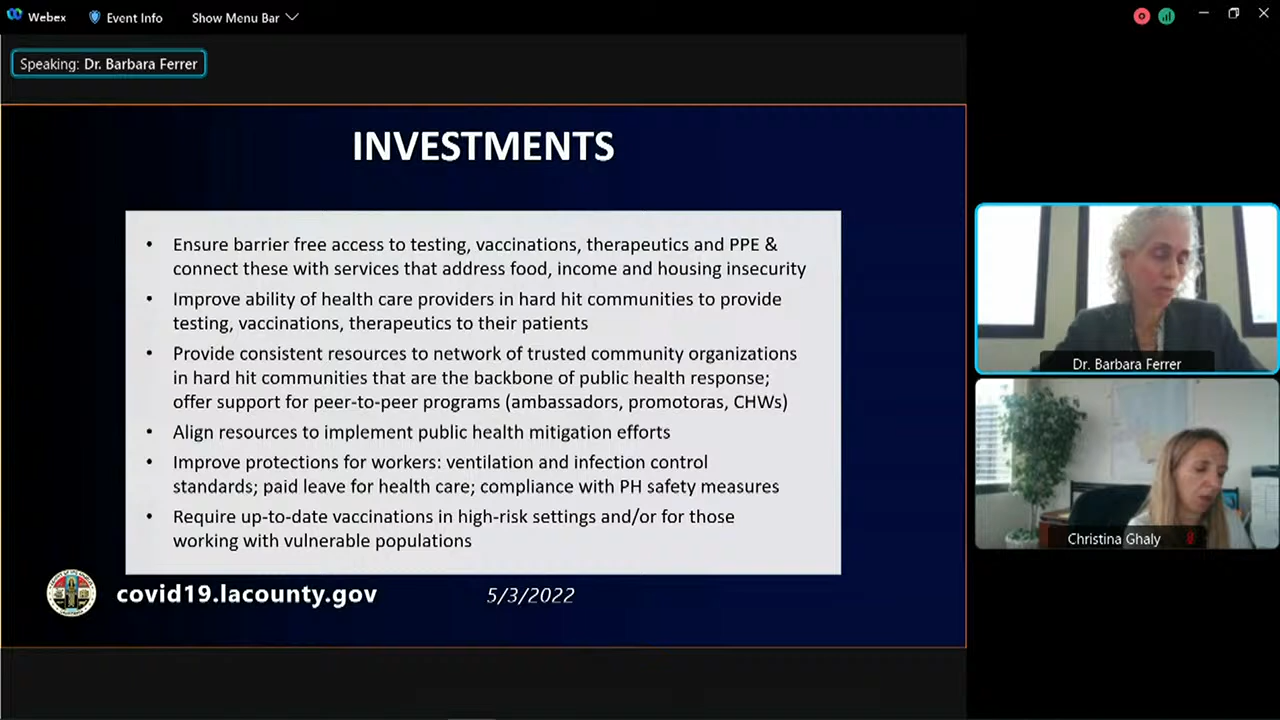 Webex
Event Info
Show Menu Bar
Speaking: Dr. Barbara Ferrer
INVESTMENTS
• Ensure barrier free access to testing, vaccinations, therapeutics and PPE &
connect these with services that address food, income and housing insecurity
• Improve ability of health care providers in hard hit communities to provide
testing, vaccinations, therapeutics to their patients
• Provide consistent resources to network of trusted community organizations
in hard hit communities that are the backbone of public health response;
offer support for peer-to-peer programs (ambassadors, promotoras, CHWs)
• Align resources to implement public health mitigation efforts
• Improve protections for workers: ventilation and infection control
standards; paid leave for health care; compliance with PH safety measures
• Require up-to-date vaccinations in high-risk settings and/or for those
working with vulnerable populations
covid19.lacounty.gov
5/3/2022
Dr. Barbara Ferrer
Christina Ghaly